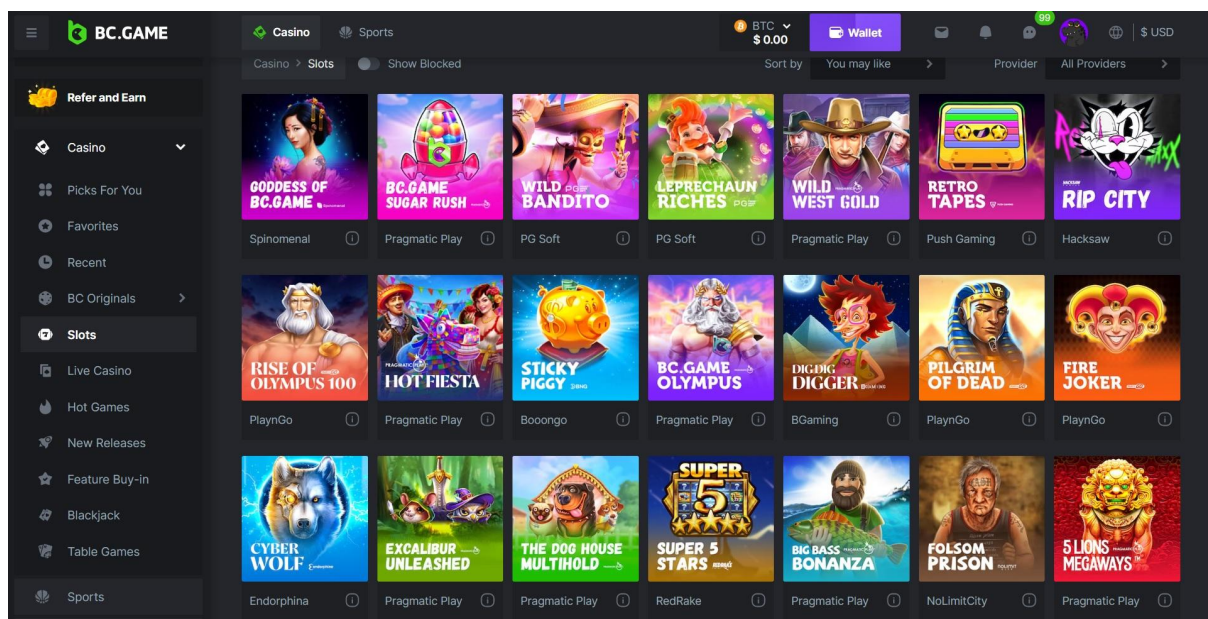 BC.GAME
Casino
Sports
BTC
$ 0.00
Wallet
99
$ USD
Casino > Slots
Show Blocked
Sort by
You may like
Provider
All Providers
Refer and Earn
Casino
Picks For You
Favorites
Recent
BC Originals
Slots
Live Casino
Hot Games
New Releases
Feature Buy-in
Blackjack
Table Games
Sports
GODDESS OF
BC.GAME
BC.GAME
SUGAR RUSH
WILD
BANDITO
LEPRECHAUN
RICHES
WILD
WEST GOLD
RETRO
TAPES
RIP CITY
Spinomenal
Pragmatic Play
PG Soft
PG Soft
Pragmatic Play
Push Gaming
Hacksaw
RISE OF
OLYMPUS 100
HOT FIESTA
STICKY
PIGGY
BC.GAME
OLYMPUS
DIG DIG
DIGGER
PILGRIM
OF DEAD
FIRE
JOKER
PlaynGo
Pragmatic Play
Booongo
Pragmatic Play
BGaming
PlaynGo
PlaynGo
CYBER
WOLF
EXCALIBUR
UNLEASHED
THE DOG HOUSE
MULTIHOLD
SUPER
5
SUPER 5
STARS
BIG BASS
BONANZA
FOLSOM
PRISON
5 LIONS
MEGAWAYS
Endorphina
Pragmatic Play
Pragmatic Play
RedRake
Pragmatic Play
NoLimitCity
Pragmatic Play